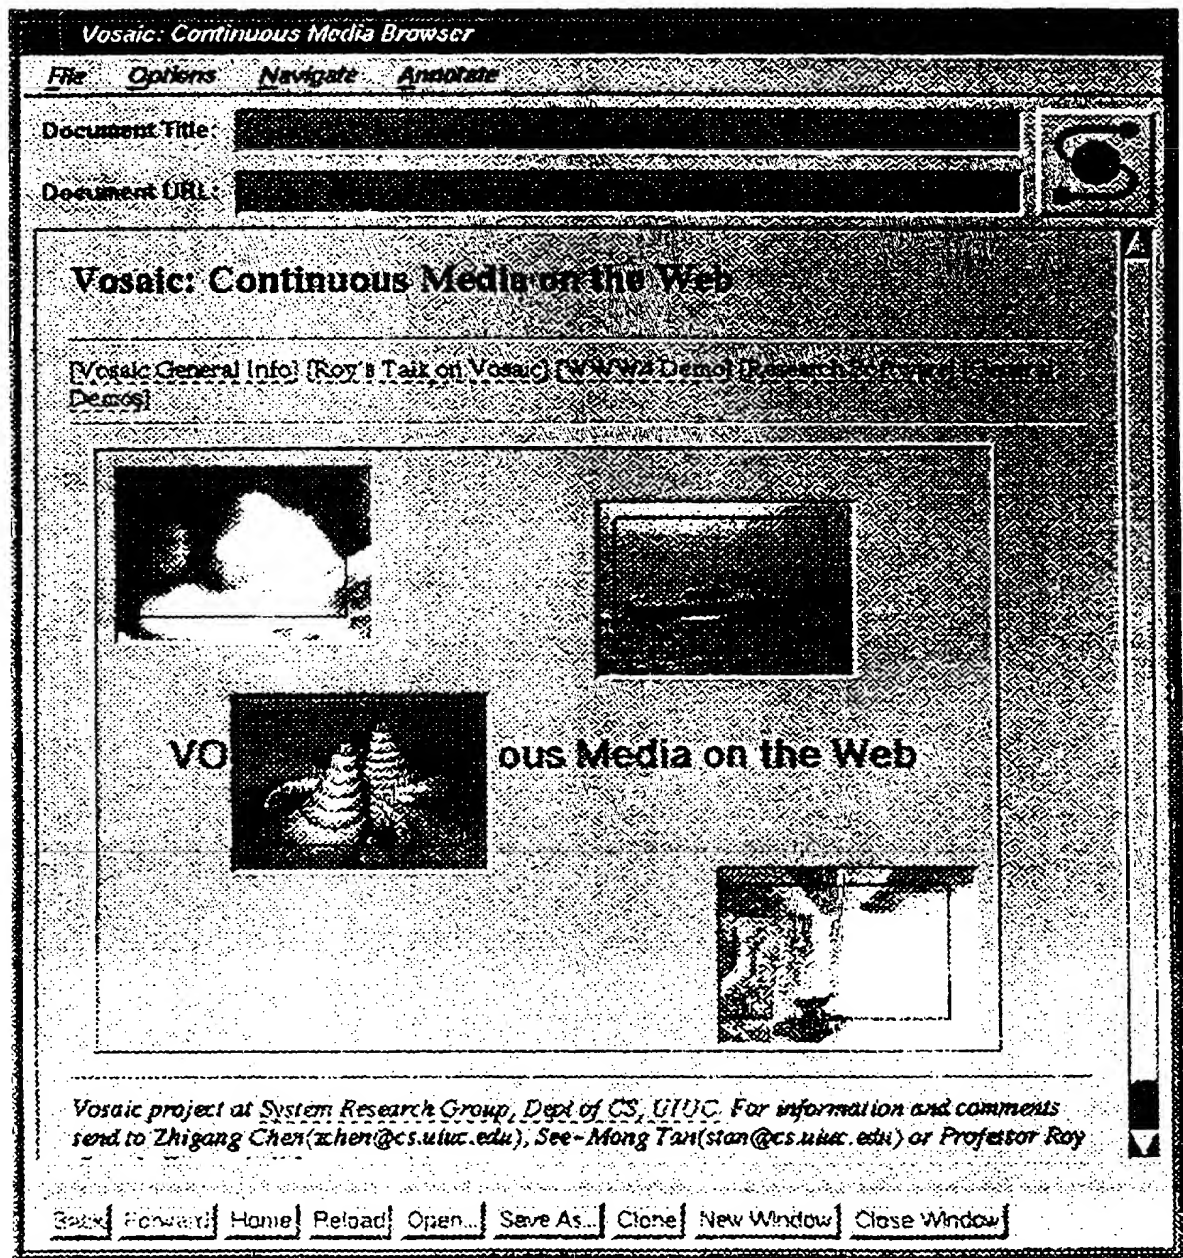 Vosaic: Continuous Media Browser
File Options Navigate Annotate
Document Title:
Document URL:
Vosaic: Continuous Media on the Web
[Vosaic General Info] [Roy's Talk on Vosaic] [WWW4 Demo] [Research Software] [General
Demos]
VO ous Media on the Web
Vosaic project at System Research Group, Dept of CS, UIUC. For information and comments
send to Zhigang Chen(zchen@cs.uiuc.edu), See-Mong Tan(stan@cs.uiuc.edu) or Professor Roy
Back Forward Home Reload Open... Save As... Clone New Window Close Window